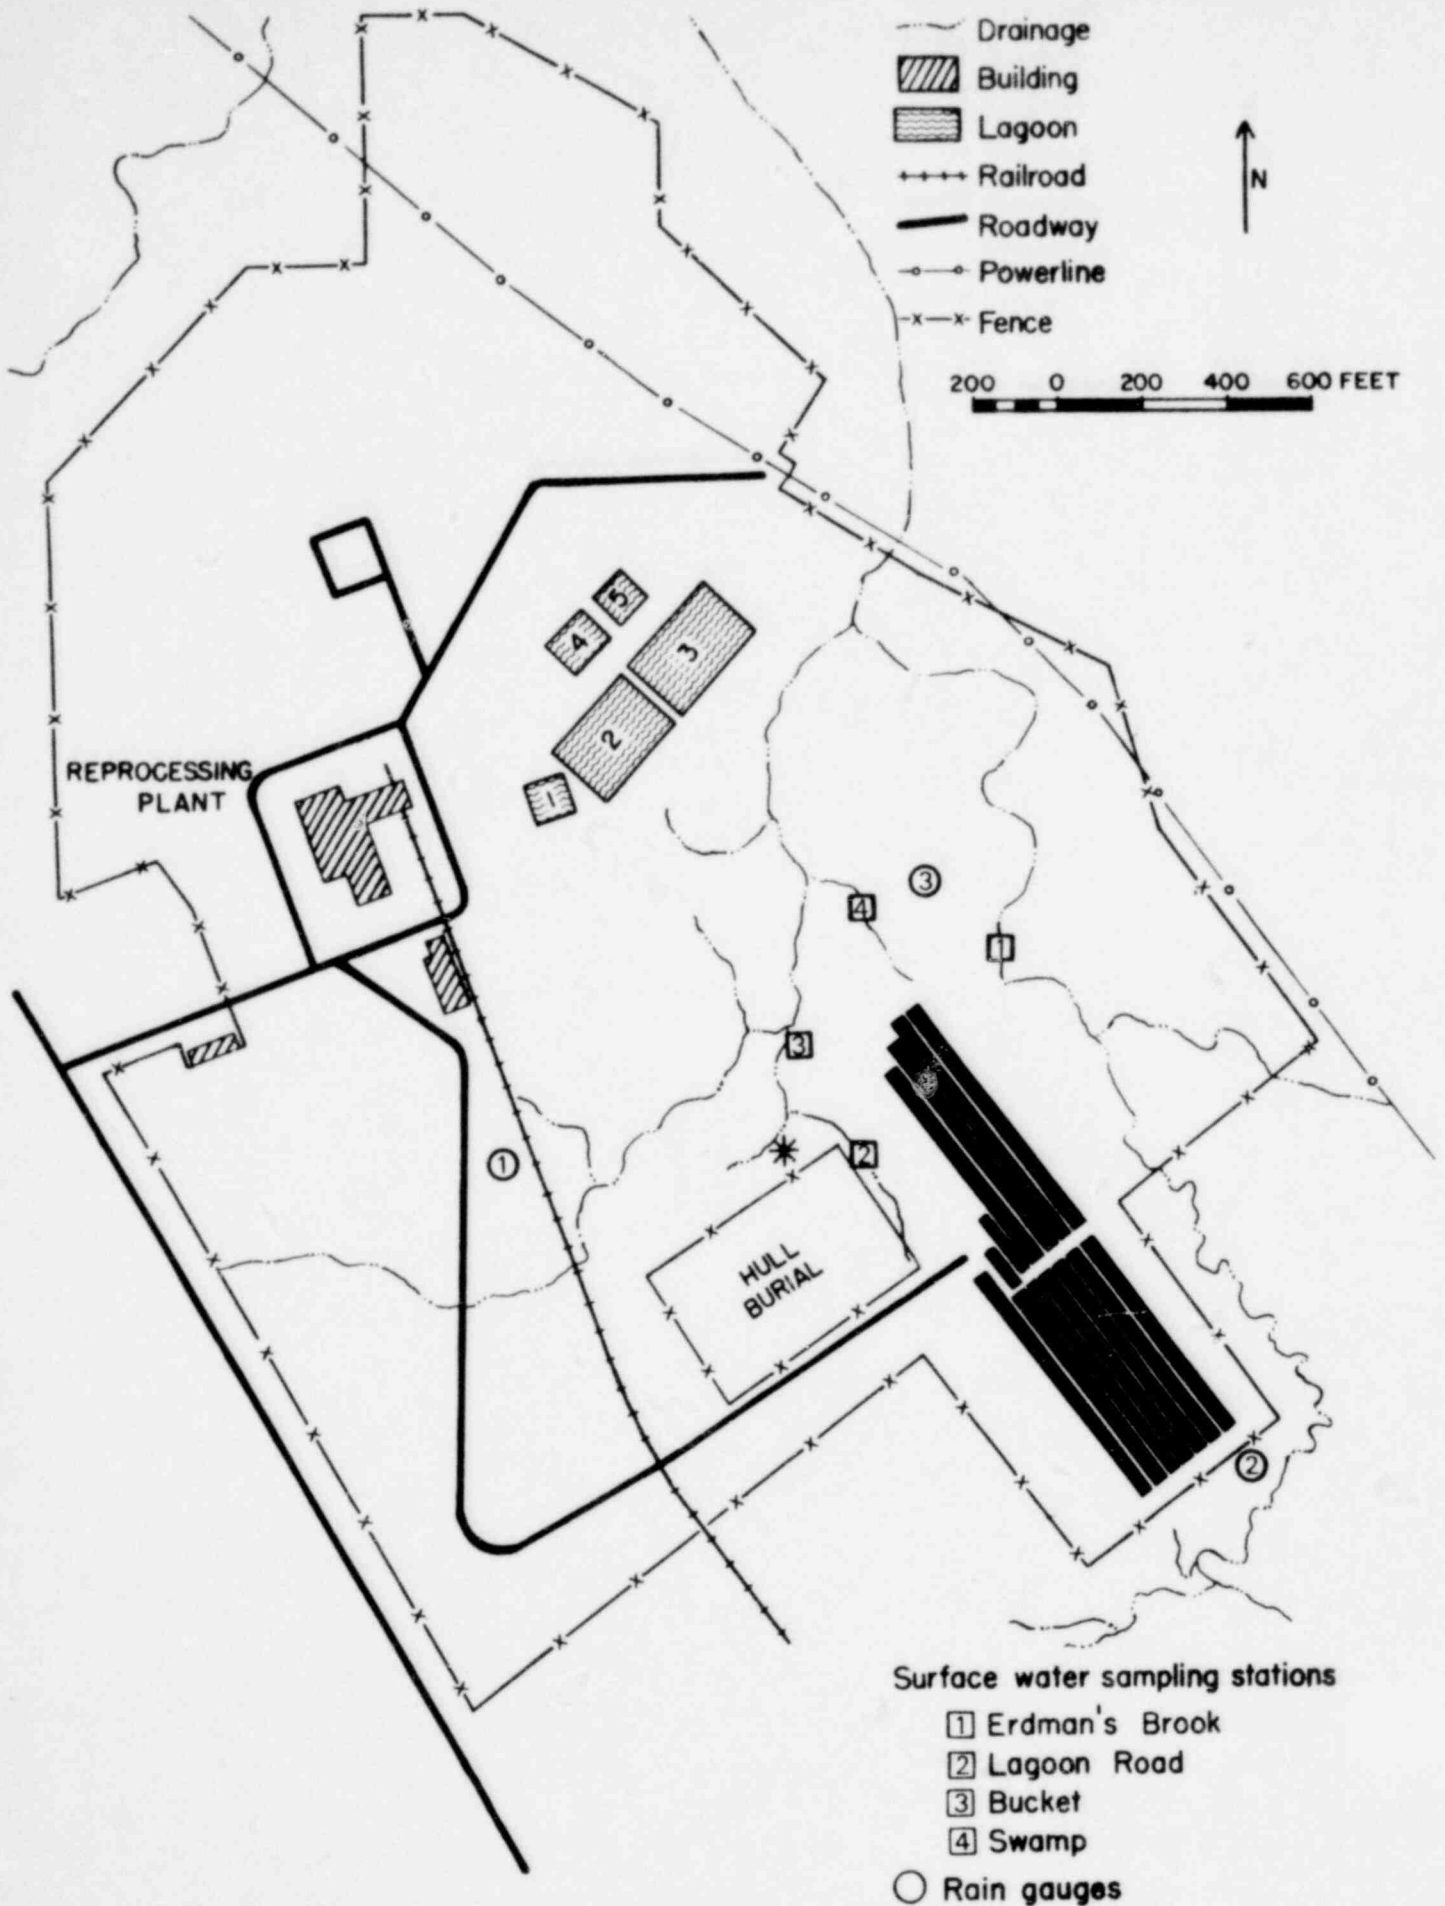 Drainage
Building
Lagoon
Railroad
N
Roadway
Powerline
Fence
200 0 200 400 600 FEET
5
4
3
2
1
REPROCESSING
PLANT
3
4
1
3
1
2
HULL
BURIAL
2
Surface water sampling stations
1 Erdman's Brook
2 Lagoon Road
3 Bucket
4 Swamp
Rain gauges